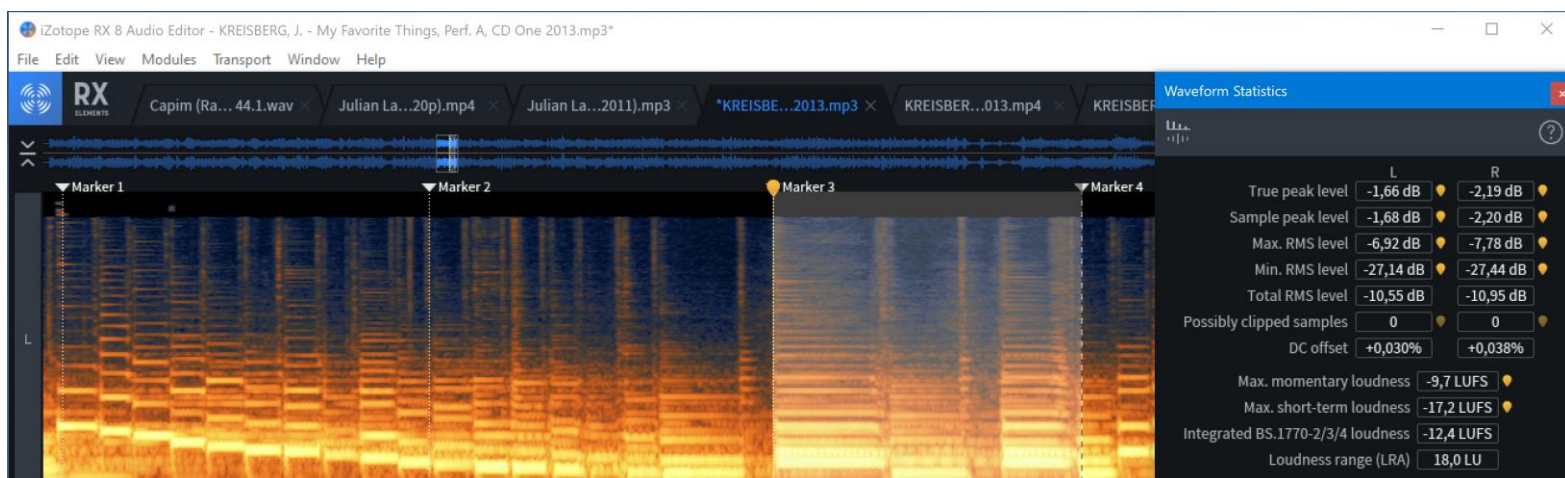 iZotope RX 8 Audio Editor - KREISBERG, J. - My Favorite Things, Perf. A, CD One 2013.mp3*
File Edit View Modules Transport Window Help
RX
ELEMENTS
Capim (Ra... 44.1.wav
Julian La...20p).mp4
Julian La...2011).mp3
*KREISBE...2013.mp3
KREISBER...013.mp4
KREISBER
Marker 1 Marker 2 Marker 3 Marker 4
L
Waveform Statistics
?
L R
True peak level -1,66 dB -2,19 dB
Sample peak level -1,68 dB -2,20 dB
Max. RMS level -6,92 dB -7,78 dB
Min. RMS level -27,14 dB -27,44 dB
Total RMS level -10,55 dB -10,95 dB
Possibly clipped samples 0 0
DC offset +0,030% +0,038%
Max. momentary loudness -9,7 LUFS
Max. short-term loudness -17,2 LUFS
Integrated BS.1770-2/3/4 loudness -12,4 LUFS
Loudness range (LRA) 18,0 LU